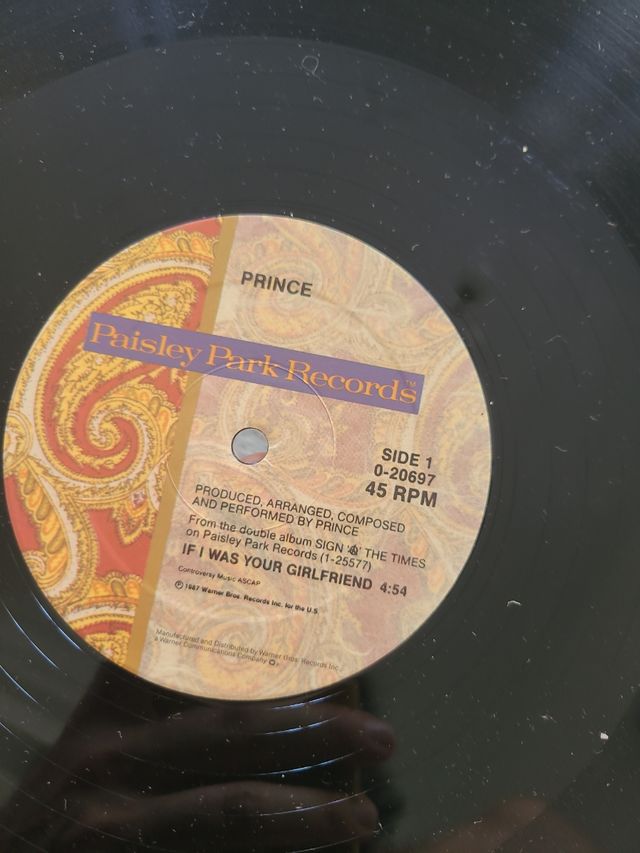 PRINCE
Paisley Park Records™
SIDE 1
0-20697
45 RPM
PRODUCED, ARRANGED, COMPOSED
AND PERFORMED BY PRINCE
From the double album SIGN "☮" THE TIMES
on Paisley Park Records (1-25577)
IF I WAS YOUR GIRLFRIEND 4:54
Controversy Music ASCAP
℗1987 Warner Bros. Records Inc. for the U.S.
Manufactured and Distributed by Warner Bros. Records Inc.,
a Warner Communications Company